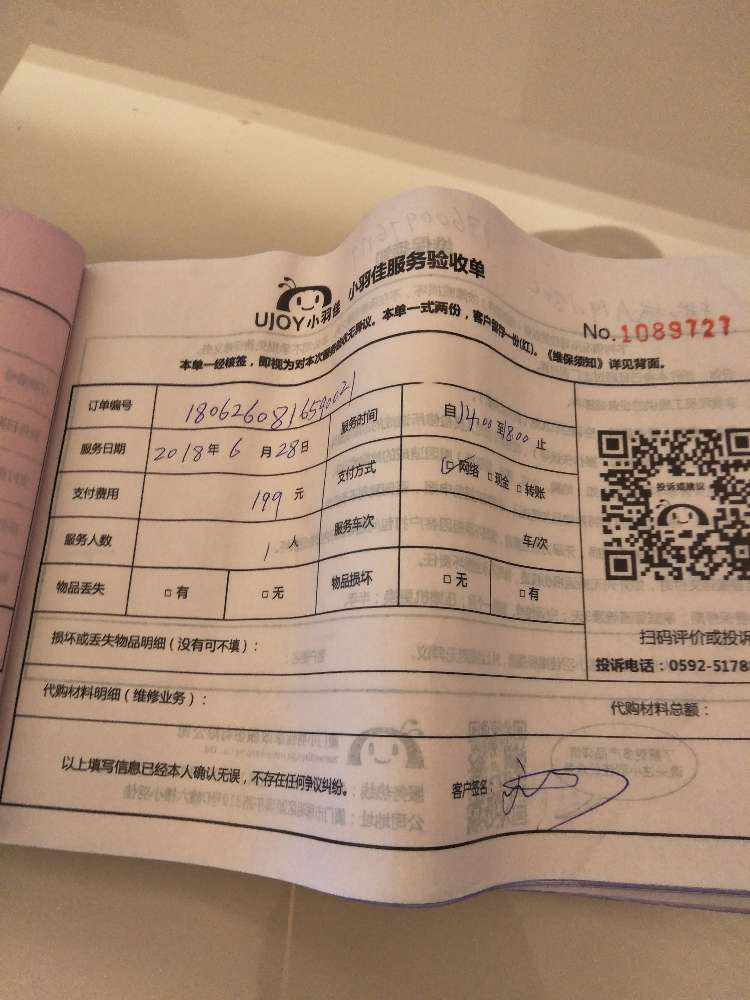 UJOY小羽佳 小羽佳服务验收单
No.1089727
本单一经核签，即视为对本次服务验收无异议。本单一式两份，客户留存一份(红)。《维保须知》详见背面。
订单编号 服务时间 自14:00到1800止
服务日期 2018年6月28日 支付方式 网络 现金 转账
支付费用 199元
服务人数 1人 服务车次 车/次
物品丢失 有 无 物品损坏 无 有
投诉或建议
扫码评价或投诉
投诉电话：0592-5178
损坏或丢失物品明细（没有可不填）：
代购材料明细（维修业务）：
代购材料总额：
以上填写信息已经本人确认无误，不存在任何争议纠纷。 客户签名：